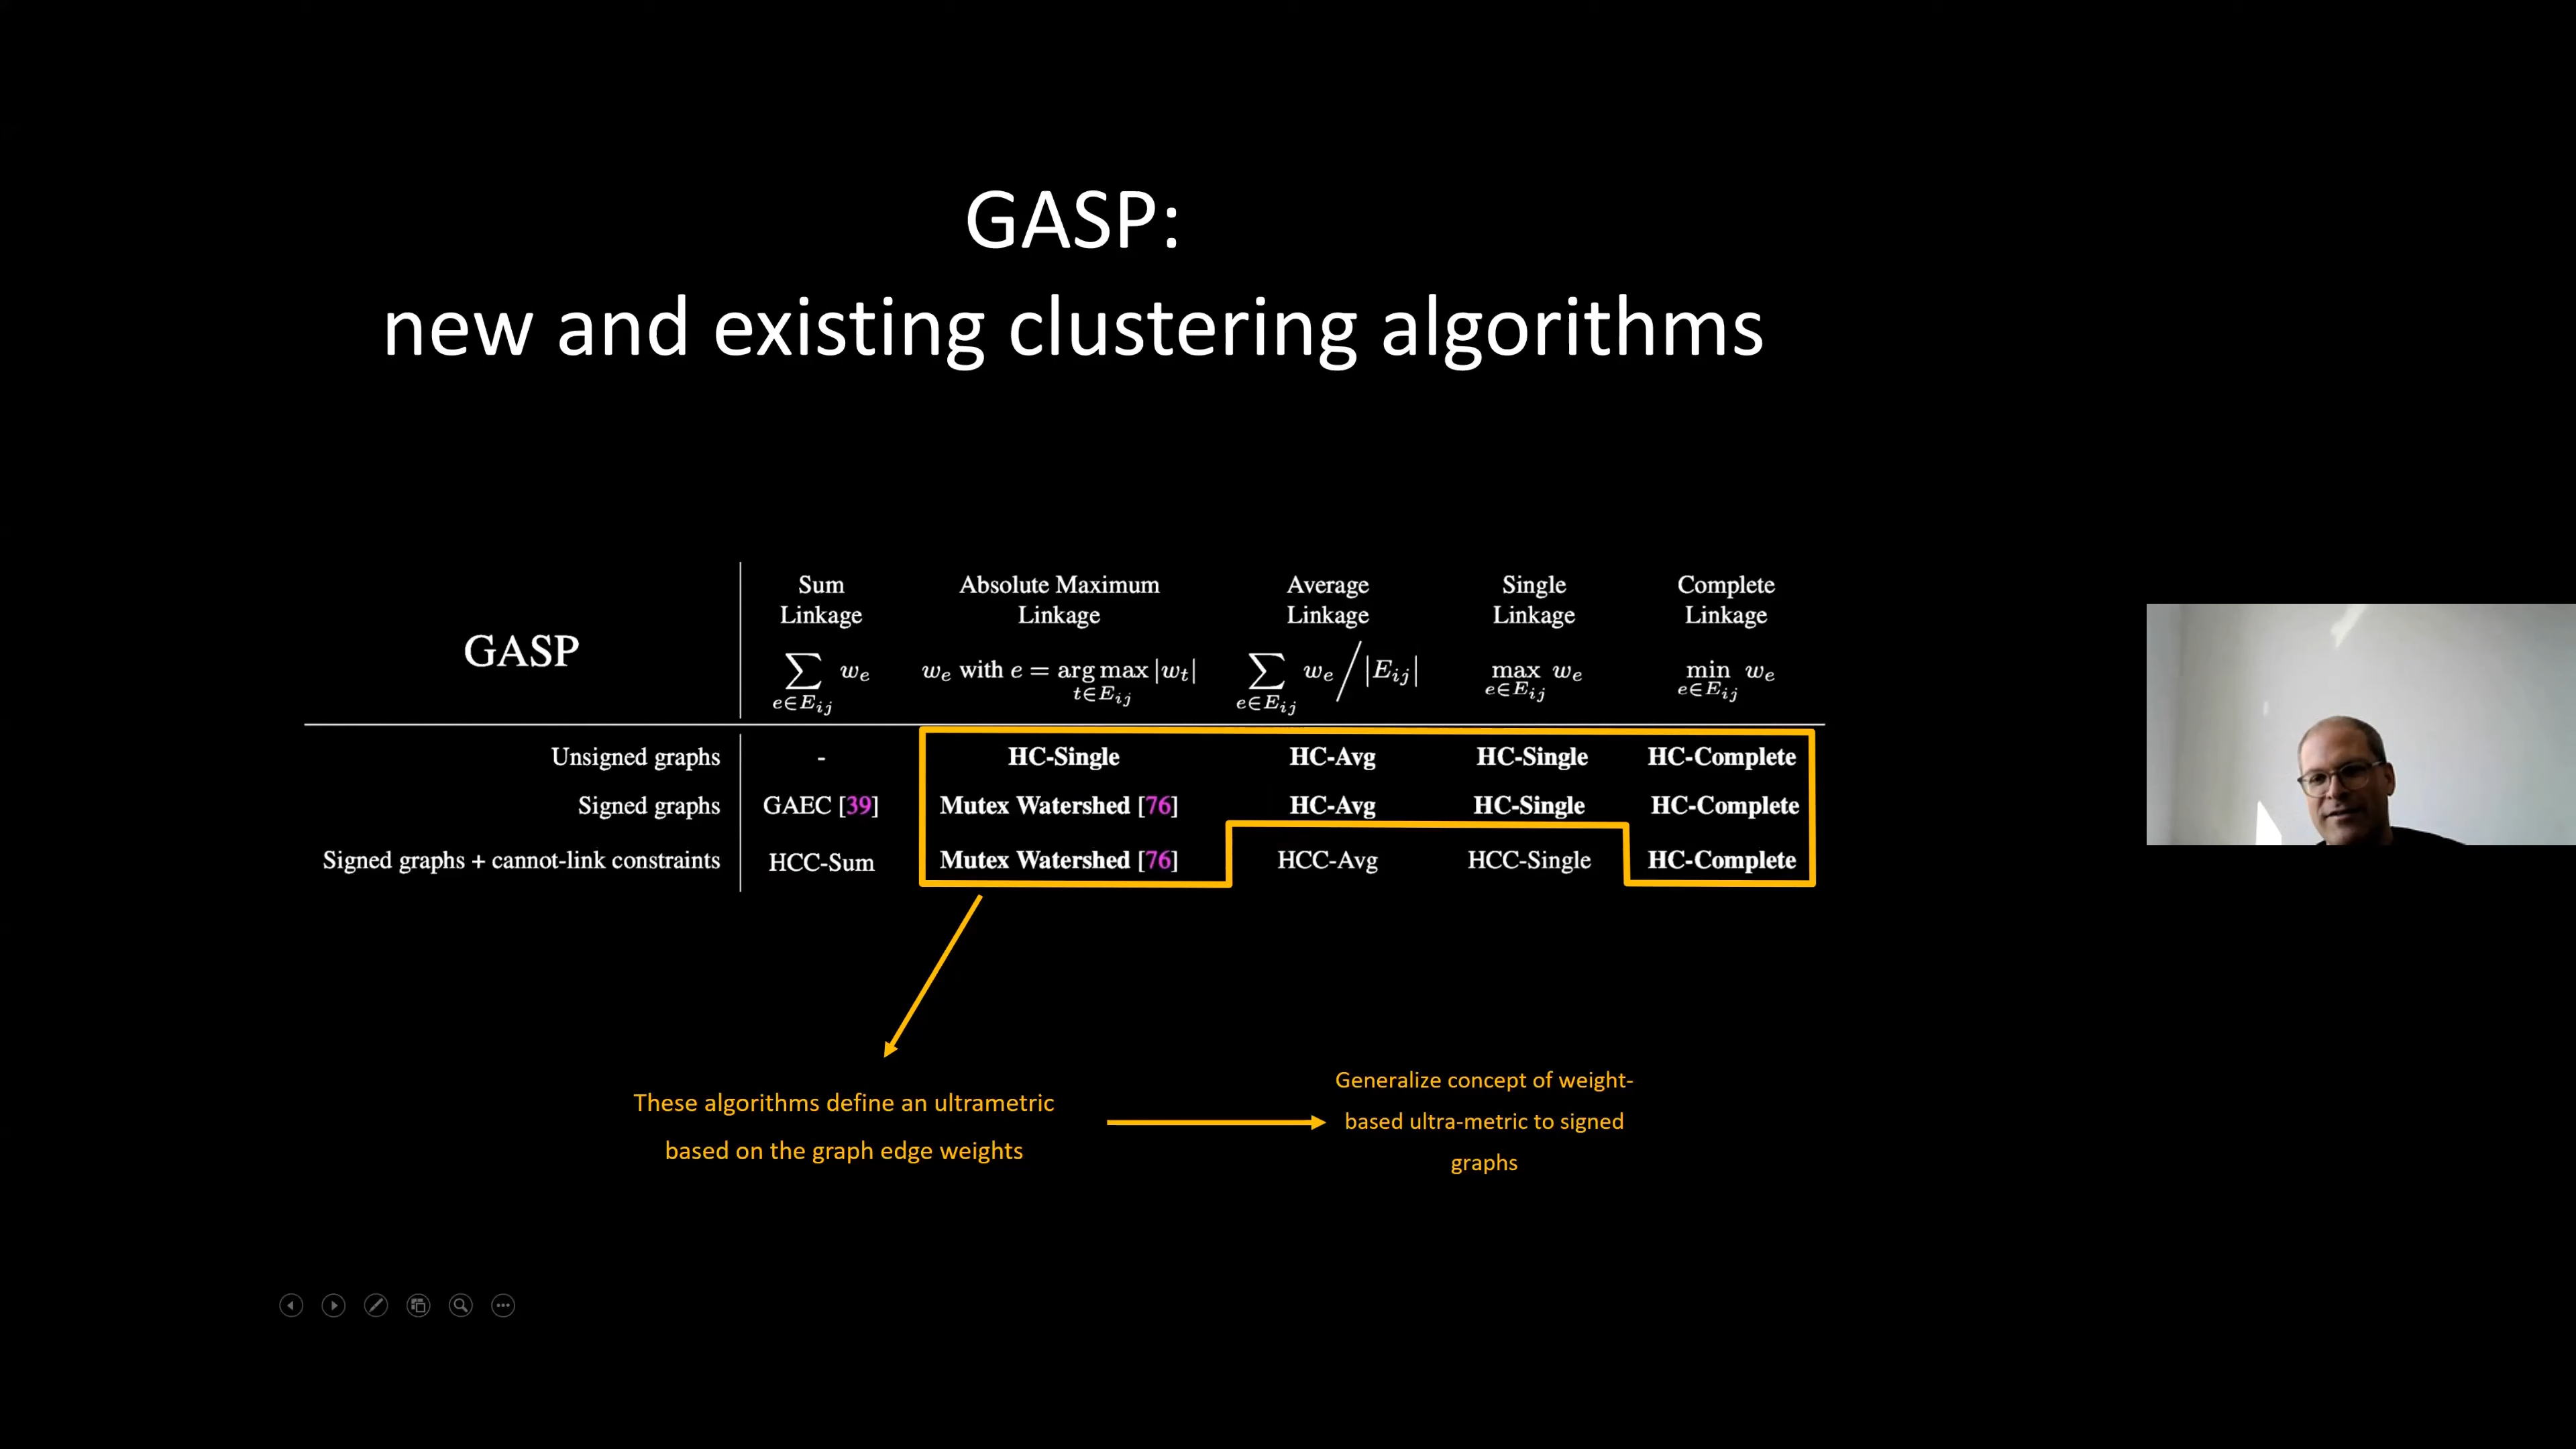 GASP:
new and existing clustering algorithms
GASP
Sum
Linkage
∑ w_e
e∈E_ij
Absolute Maximum
Linkage
w_e with e = arg max |w_t|
t∈E_ij
Average
Linkage
∑ w_e / |E_ij|
e∈E_ij
Single
Linkage
max w_e
e∈E_ij
Complete
Linkage
min w_e
e∈E_ij
Unsigned graphs - HC-Single HC-Avg HC-Single HC-Complete
Signed graphs GAEC [39] Mutex Watershed [76] HC-Avg HC-Single HC-Complete
Signed graphs + cannot-link constraints HCC-Sum Mutex Watershed [76] HCC-Avg HCC-Single HC-Complete
These algorithms define an ultrametric
based on the graph edge weights
Generalize concept of weight-
based ultra-metric to signed
graphs